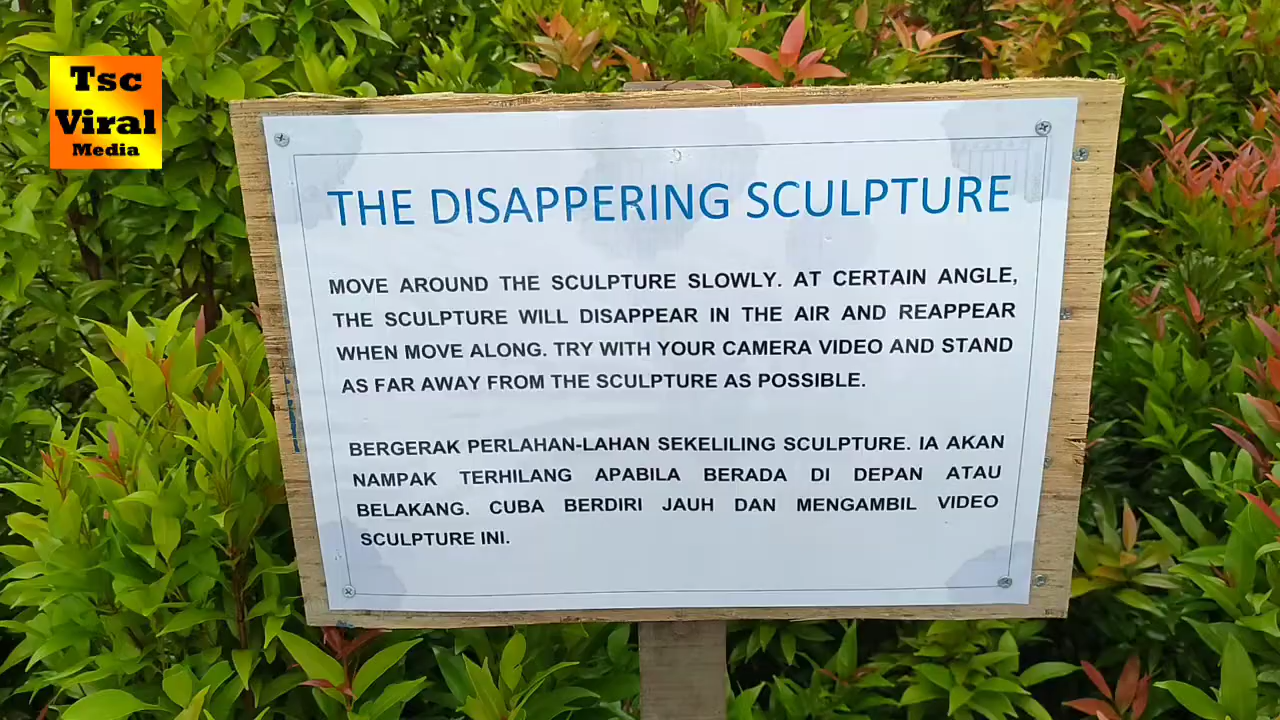 Tsc
Viral
Media
THE DISAPPERING SCULPTURE
MOVE AROUND THE SCULPTURE SLOWLY. AT CERTAIN ANGLE,
THE SCULPTURE WILL DISAPPEAR IN THE AIR AND REAPPEAR
WHEN MOVE ALONG. TRY WITH YOUR CAMERA VIDEO AND STAND
AS FAR AWAY FROM THE SCULPTURE AS POSSIBLE.
BERGERAK PERLAHAN-LAHAN SEKELILING SCULPTURE. IA AKAN
NAMPAK TERHILANG APABILA BERADA DI DEPAN ATAU
BELAKANG. CUBA BERDIRI JAUH DAN MENGAMBIL VIDEO
SCULPTURE INI.